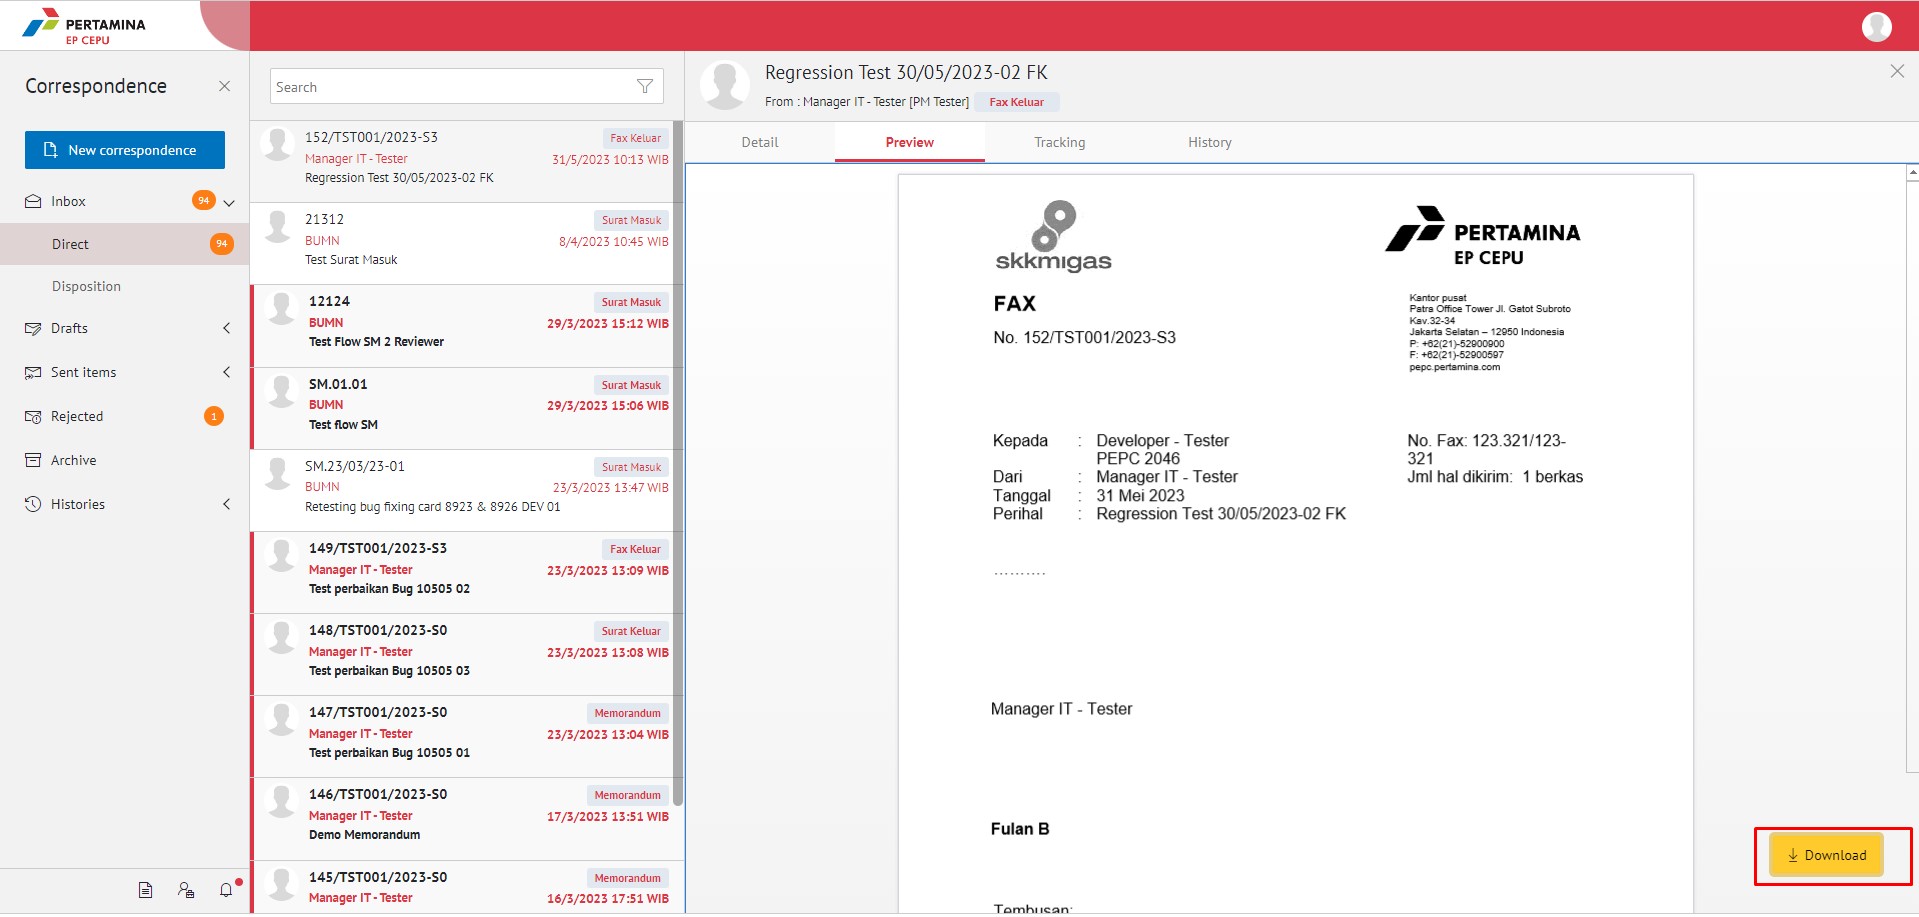 PERTAMINA
EP CEPU
Correspondence
New correspondence
Inbox 94
Direct 94
Disposition
Drafts
Sent items
Rejected 1
Archive
Histories
Search
152/TST001/2023-S3 Fax Keluar
Manager IT - Tester 31/5/2023 10:13 WIB
Regression Test 30/05/2023-02 FK
21312 Surat Masuk
BUMN 8/4/2023 10:45 WIB
Test Surat Masuk
12124 Surat Masuk
BUMN 29/3/2023 15:12 WIB
Test Flow SM 2 Reviewer
SM.01.01 Surat Masuk
BUMN 29/3/2023 15:06 WIB
Test flow SM
SM.23/03/23-01 Surat Masuk
BUMN 23/3/2023 13:47 WIB
Retesting bug fixing card 8923 & 8926 DEV 01
149/TST001/2023-S3 Fax Keluar
Manager IT - Tester 23/3/2023 13:09 WIB
Test perbaikan Bug 10505 02
148/TST001/2023-S0 Surat Keluar
Manager IT - Tester 23/3/2023 13:08 WIB
Test perbaikan Bug 10505 03
147/TST001/2023-S0 Memorandum
Manager IT - Tester 23/3/2023 13:04 WIB
Test perbaikan Bug 10505 01
146/TST001/2023-S0 Memorandum
Manager IT - Tester 17/3/2023 13:51 WIB
Demo Memorandum
145/TST001/2023-S0 Memorandum
Manager IT - Tester 16/3/2023 17:51 WIB
Regression Test 30/05/2023-02 FK
From : Manager IT - Tester [PM Tester] Fax Keluar
Detail Preview Tracking History
skkmigas
PERTAMINA
EP CEPU
FAX
No. 152/TST001/2023-S3
Kantor pusat
Patra Office Tower Jl. Gatot Subroto
Kav.32-34
Jakarta Selatan – 12950 Indonesia
P: +62(21)-52900900
F: +62(21)-52900597
pepc.pertamina.com
Kepada : Developer - Tester
PEPC 2046
Dari : Manager IT - Tester
Tanggal : 31 Mei 2023
Perihal : Regression Test 30/05/2023-02 FK
No. Fax: 123.321/123-
321
Jml hal dikirim: 1 berkas
..........
Manager IT - Tester
Fulan B
Tembusan:
Download